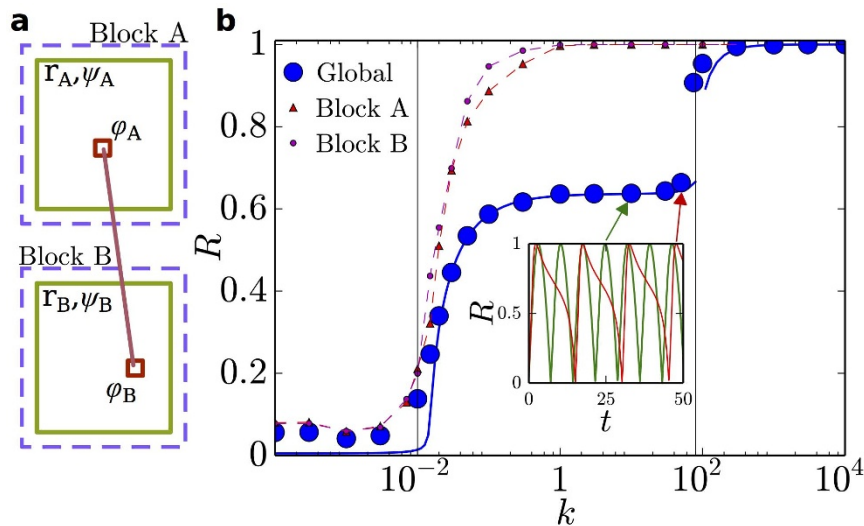 a
Block A
r_A,ψ_A
φ_A
Block B
r_B,ψ_B
φ_B
b
1
0.8
0.6
0.4
0.2
0
R
Global
Block A
Block B
1
0.5
0
R
0
50
t
10^-2
1
10^2
10^4
k